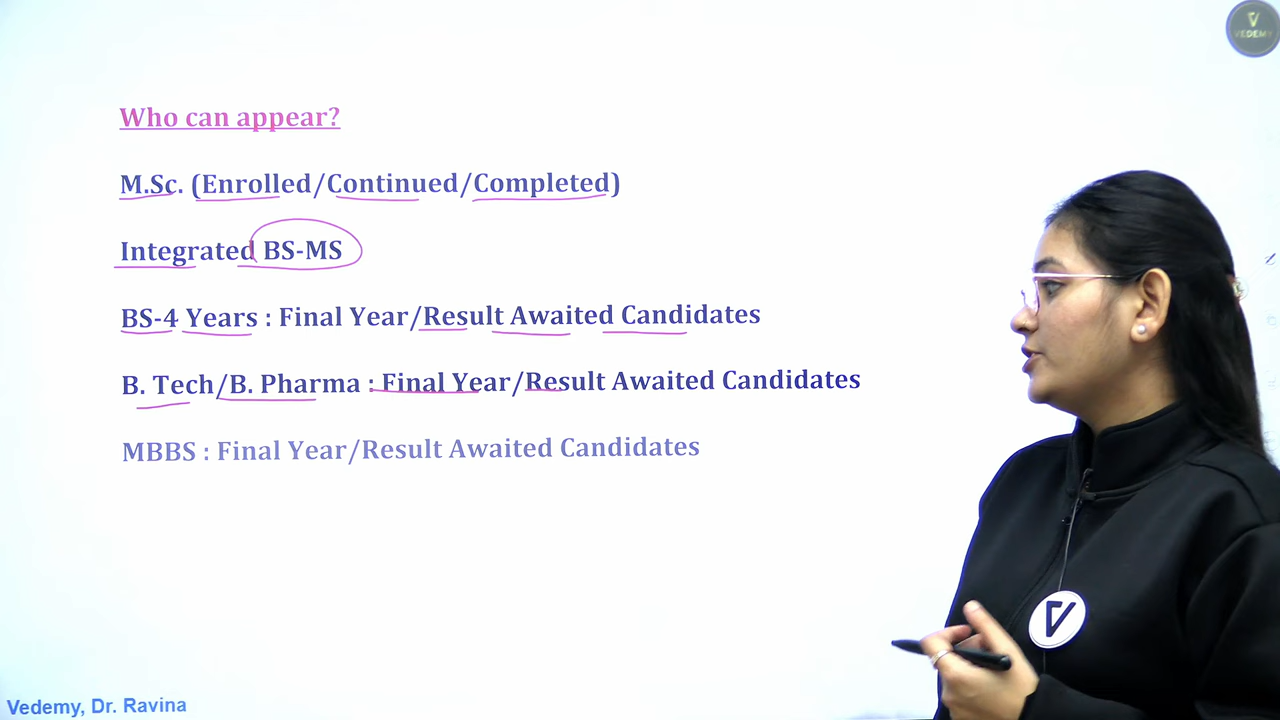 VEDEMY
Who can appear?
M.Sc. (Enrolled/Continued/Completed)
Integrated BS-MS
BS-4 Years : Final Year/Result Awaited Candidates
B. Tech/B. Pharma : Final Year/Result Awaited Candidates
MBBS : Final Year/Result Awaited Candidates
Vedemy, Dr. Ravina